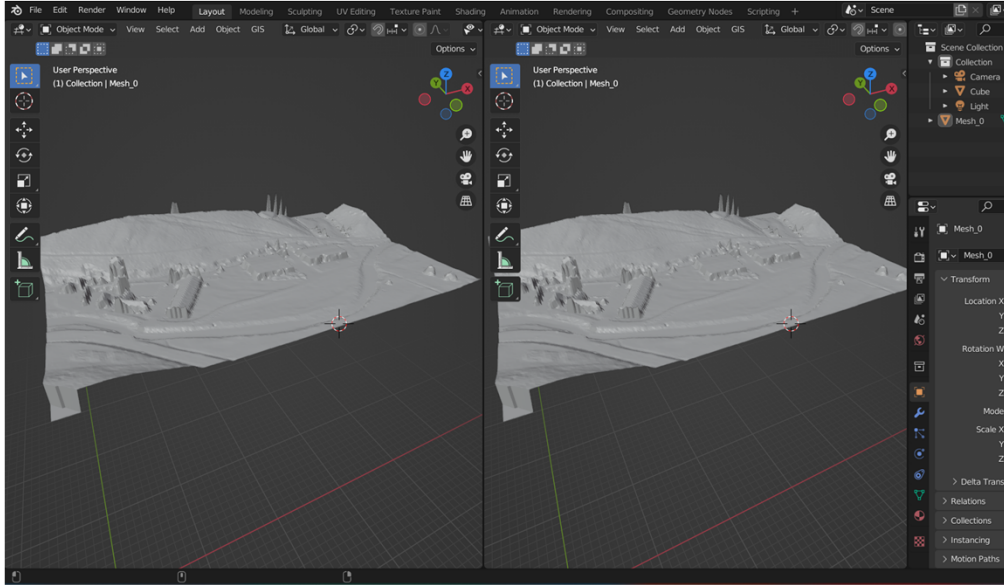 File Edit Render Window Help Layout Modeling Sculpting UV Editing Texture Paint Shading Animation Rendering Compositing Geometry Nodes Scripting + Scene
Object Mode View Select Add Object GIS Global
Options
User Perspective
(1) Collection | Mesh_0
Z
Y
X
Object Mode View Select Add Object GIS Global
Options
User Perspective
(1) Collection | Mesh_0
Z
Y
X
Scene Collection
Collection
Camera
Cube
Light
Mesh_0
Mesh_0
Mesh_0
Transform
Location X
Y
Z
Rotation W
X
Y
Z
Mode
Scale X
Y
Z
Delta Trans
Relations
Collections
Instancing
Motion Paths